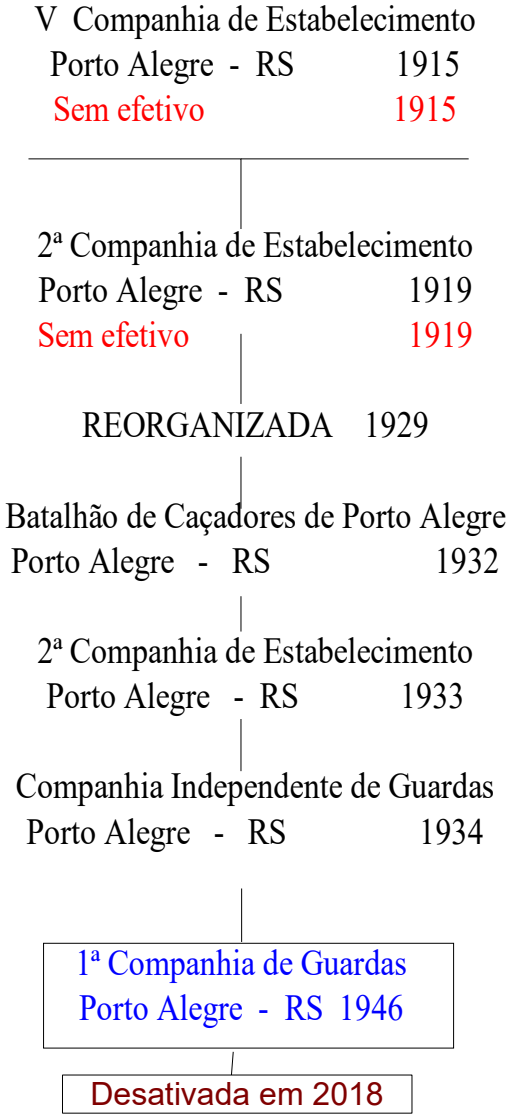 V Companhia de Estabelecimento
Porto Alegre - RS 1915
Sem efetivo 1915
2ª Companhia de Estabelecimento
Porto Alegre - RS 1919
Sem efetivo 1919
REORGANIZADA 1929
Batalhão de Caçadores de Porto Alegre
Porto Alegre - RS 1932
2ª Companhia de Estabelecimento
Porto Alegre - RS 1933
Companhia Independente de Guardas
Porto Alegre - RS 1934
1ª Companhia de Guardas
Porto Alegre - RS 1946
Desativada em 2018